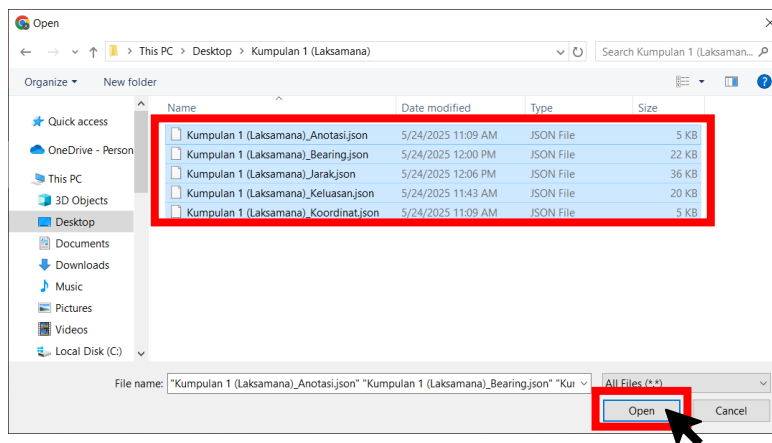 Open
This PC > Desktop > Kumpulan 1 (Laksamana)
Search Kumpulan 1 (Laksaman...
Organize
New folder
Name
Date modified
Type
Size
Quick access
OneDrive - Person
This PC
3D Objects
Desktop
Documents
Downloads
Music
Pictures
Videos
Local Disk (C:)
Kumpulan 1 (Laksamana)_Anotasi.json 5/24/2025 11:09 AM JSON File 5 KB
Kumpulan 1 (Laksamana)_Bearing.json 5/24/2025 12:00 PM JSON File 22 KB
Kumpulan 1 (Laksamana)_Jarak.json 5/24/2025 12:06 PM JSON File 36 KB
Kumpulan 1 (Laksamana)_Keluasan.json 5/24/2025 11:43 AM JSON File 20 KB
Kumpulan 1 (Laksamana)_Koordinat.json 5/24/2025 11:09 AM JSON File 5 KB
File name: "Kumpulan 1 (Laksamana)_Anotasi.json" "Kumpulan 1 (Laksamana)_Bearing.json" "Ku
All Files (*.*)
Open
Cancel